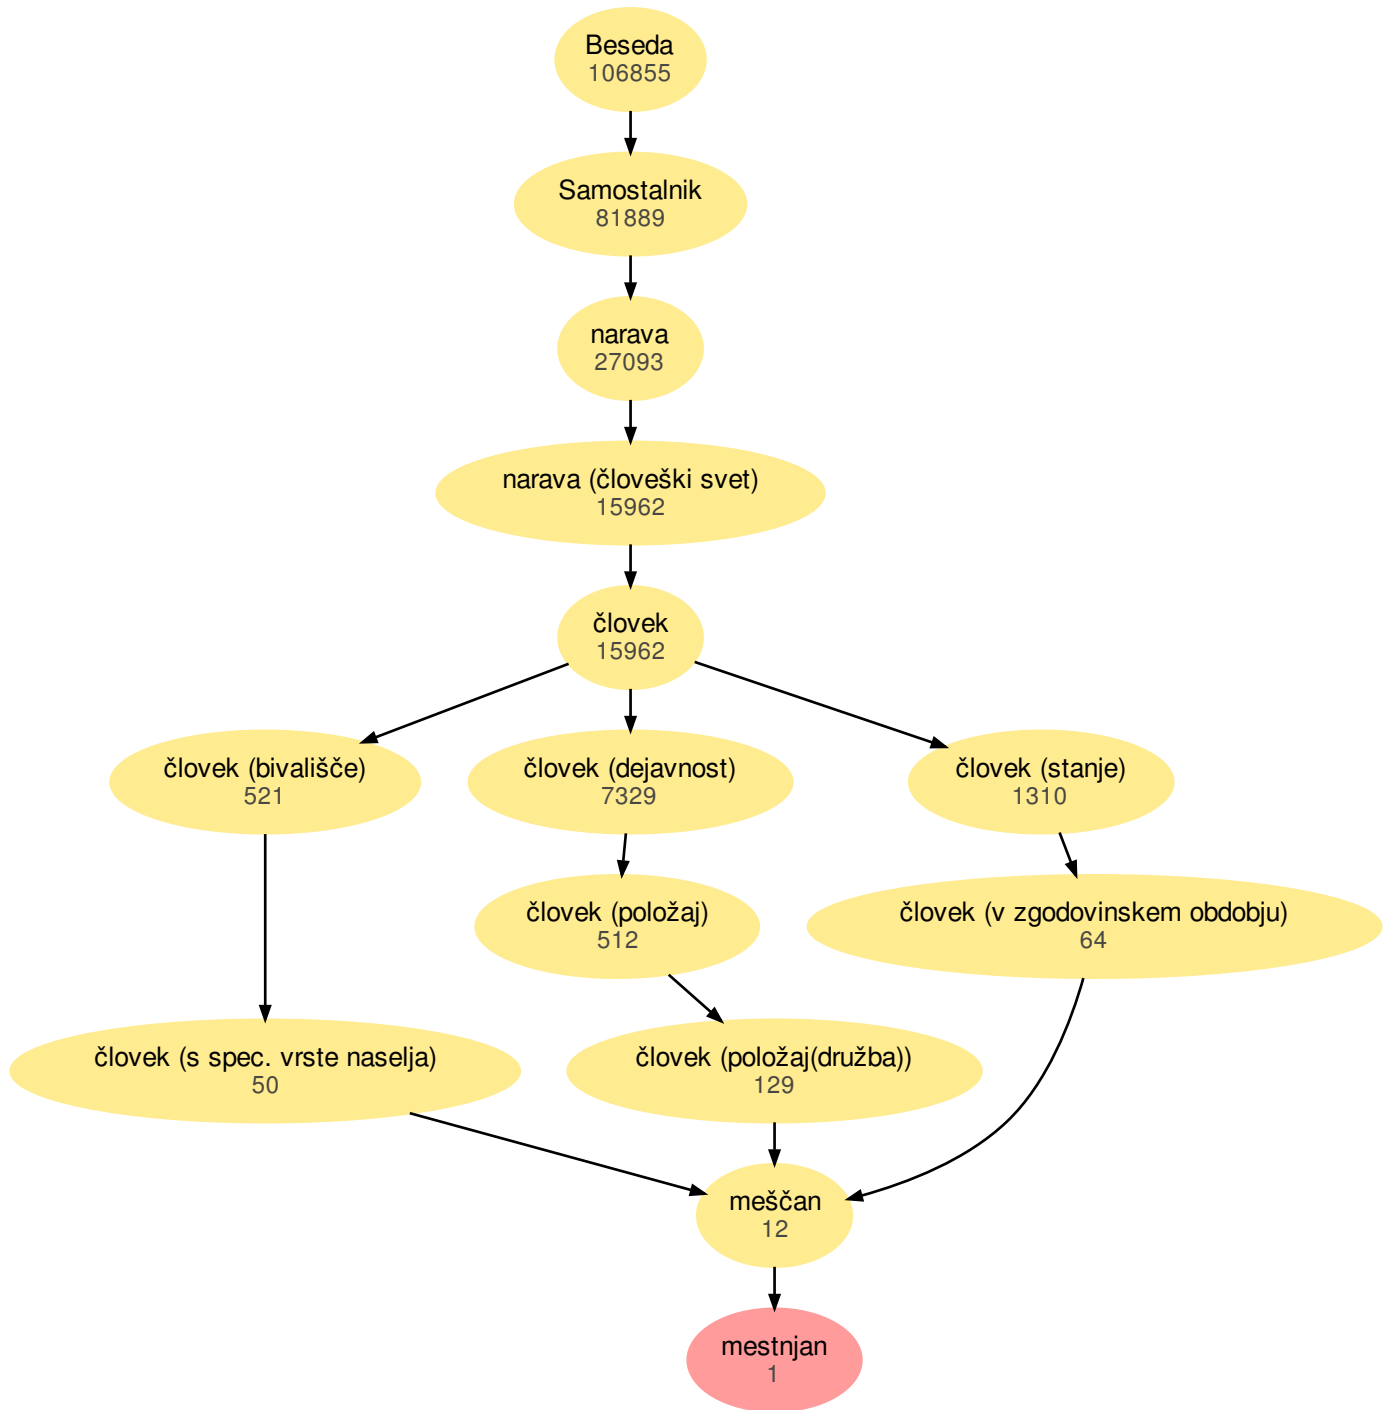 Beseda
106855
Samostalnik
81889
narava
27093
narava (človeški svet)
15962
človek
15962
človek (bivališče)
521
človek (dejavnost)
7329
človek (stanje)
1310
človek (položaj)
512
človek (v zgodovinskem obdobju)
64
človek (s spec. vrste naselja)
50
človek (položaj(družba))
129
meščan
12
mestnjan
1